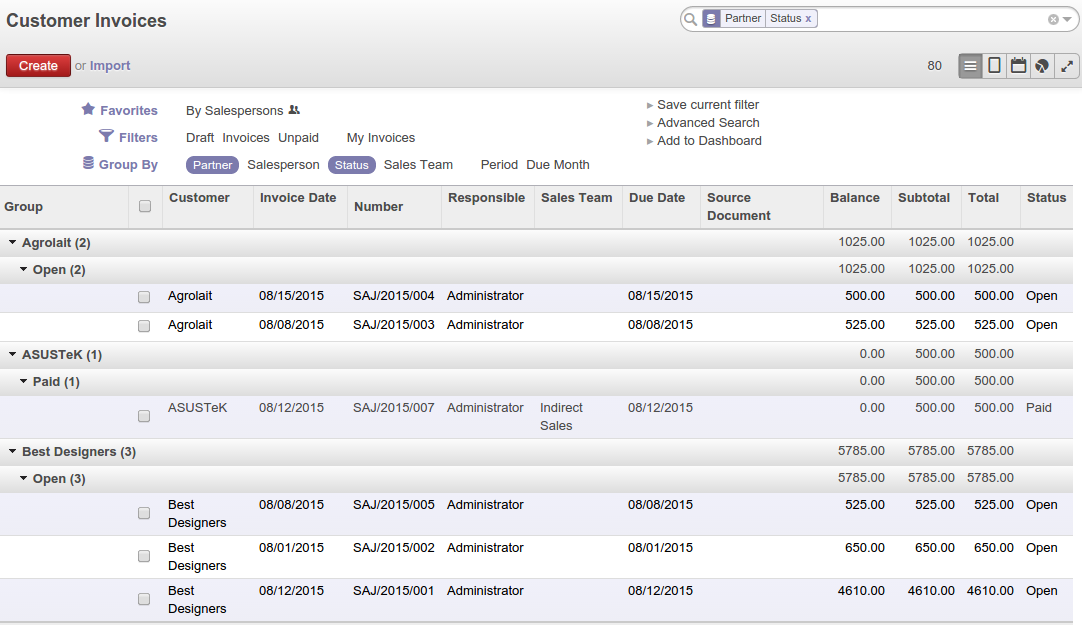 Customer Invoices
Partner Status x
Create or Import
80
Favorites By Salespersons
Save current filter
Filters Draft Invoices Unpaid My Invoices
Advanced Search
Add to Dashboard
Group By Partner Salesperson Status Sales Team Period Due Month
Group Customer Invoice Date Number Responsible Sales Team Due Date Source Document Balance Subtotal Total Status
Agrolait (2) 1025.00 1025.00 1025.00
Open (2) 1025.00 1025.00 1025.00
Agrolait 08/15/2015 SAJ/2015/004 Administrator 08/15/2015 500.00 500.00 500.00 Open
Agrolait 08/08/2015 SAJ/2015/003 Administrator 08/08/2015 525.00 525.00 525.00 Open
ASUSTeK (1) 0.00 500.00 500.00
Paid (1) 0.00 500.00 500.00
ASUSTeK 08/12/2015 SAJ/2015/007 Administrator Indirect Sales 08/12/2015 0.00 500.00 500.00 Paid
Best Designers (3) 5785.00 5785.00 5785.00
Open (3) 5785.00 5785.00 5785.00
Best Designers 08/08/2015 SAJ/2015/005 Administrator 08/08/2015 525.00 525.00 525.00 Open
Best Designers 08/01/2015 SAJ/2015/002 Administrator 08/01/2015 650.00 650.00 650.00 Open
Best Designers 08/12/2015 SAJ/2015/001 Administrator 08/12/2015 4610.00 4610.00 4610.00 Open